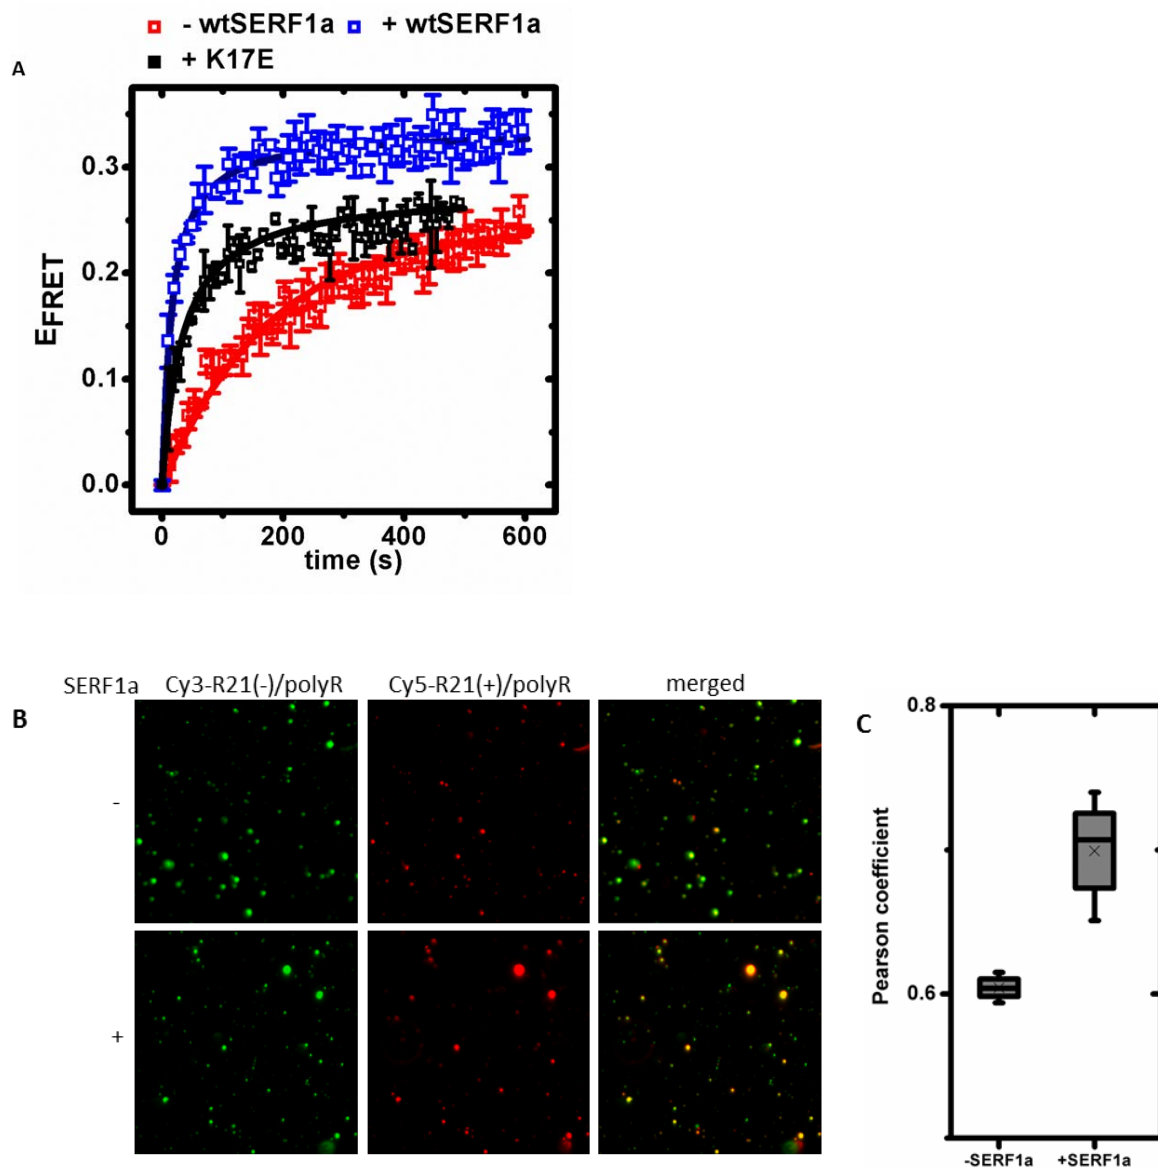 - wtSERF1a + wtSERF1a
+ K17E
A
0.3
0.2
0.1
0.0
EFRET
0 200 400 600
time (s)
SERF1a Cy3-R21(-)/polyR Cy5-R21(+)/polyR merged
B
-
+
C
0.8
0.6
Pearson coefficient
-SERF1a +SERF1a